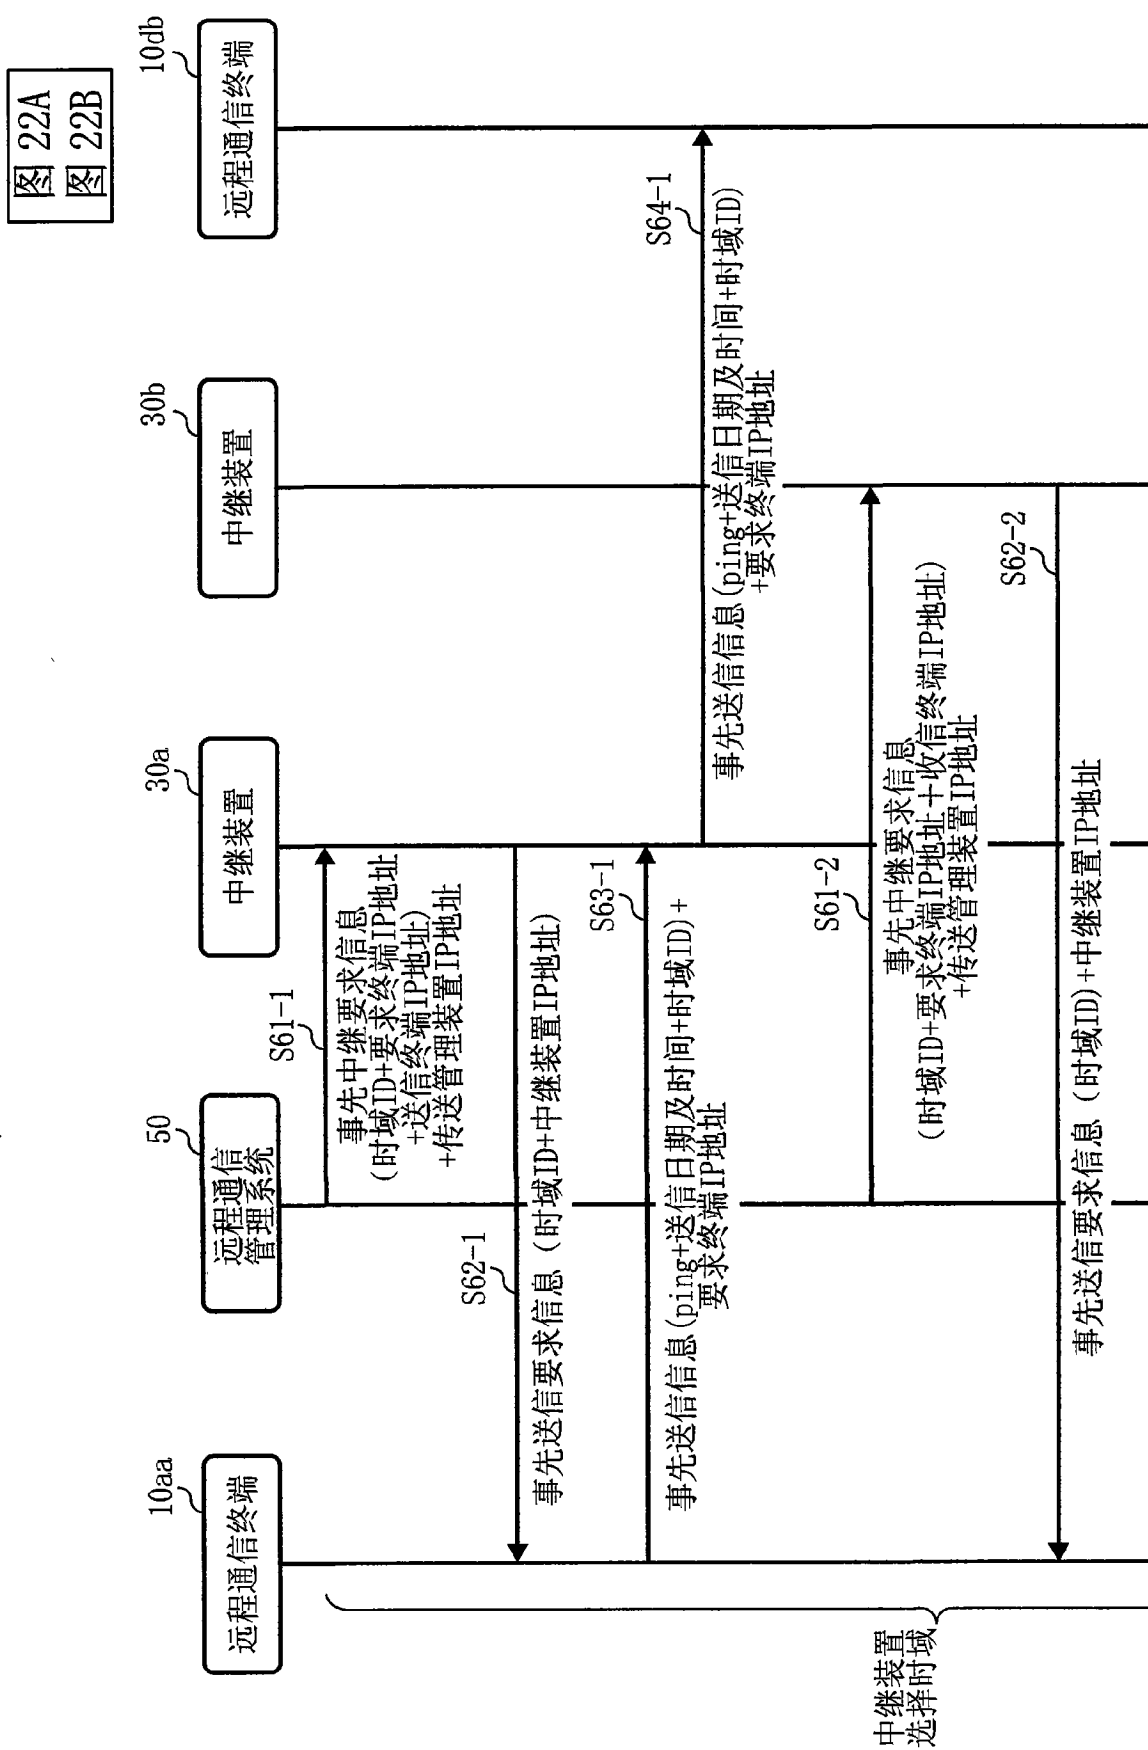 图 22A
图 22B
10aa
远程通信终端
50
远程通信
管理系统
30a
中继装置
30b
中继装置
10db
远程通信终端
S61-1
事先中继要求信息
(时域ID+要求终端IP地址
+送信终端IP地址)
+传送管理装置IP地址
S62-1
事先送信要求信息 (时域ID+中继装置IP地址)
S63-1
事先送信信息(ping+送信日期及时间+时域ID)+
要求终端IP地址
S64-1
事先送信信息(ping+送信日期及时间+时域ID)
+要求终端IP地址
S61-2
事先中继要求信息
(时域ID+要求终端IP地址+收信终端IP地址)
+传送管理装置IP地址
S62-2
事先送信要求信息 (时域ID)+中继装置IP地址
中继装置
选择时域